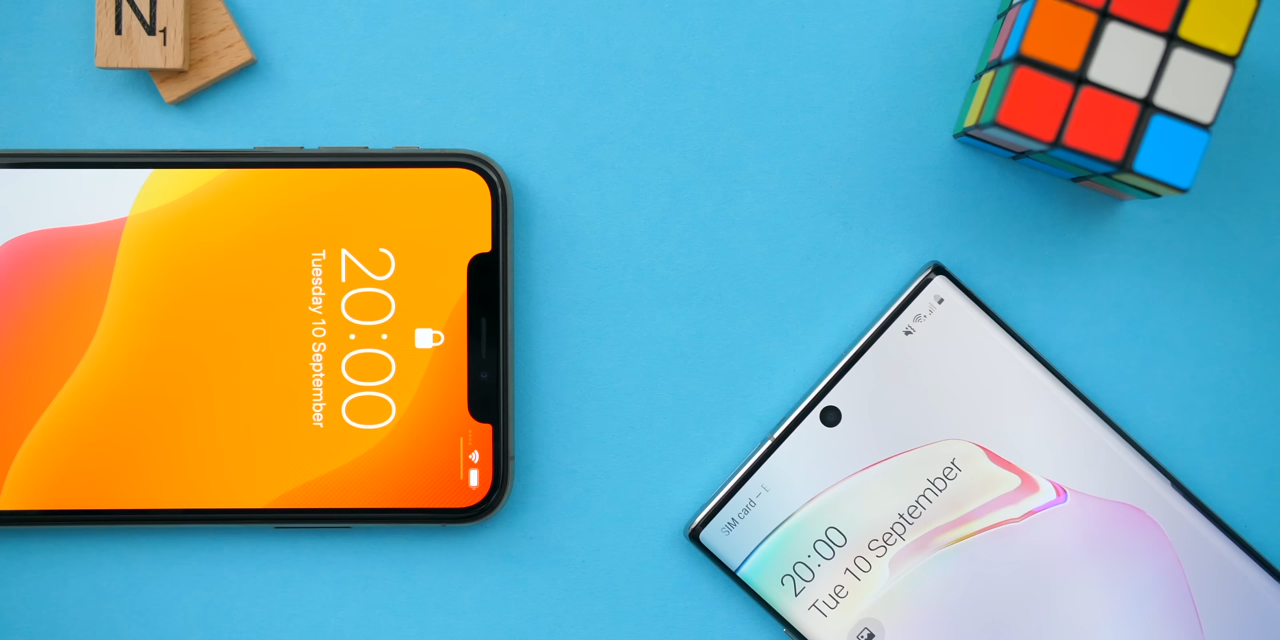 N1
20:00
Tuesday 10 September
SIM card – E
20:00
Tue 10 September